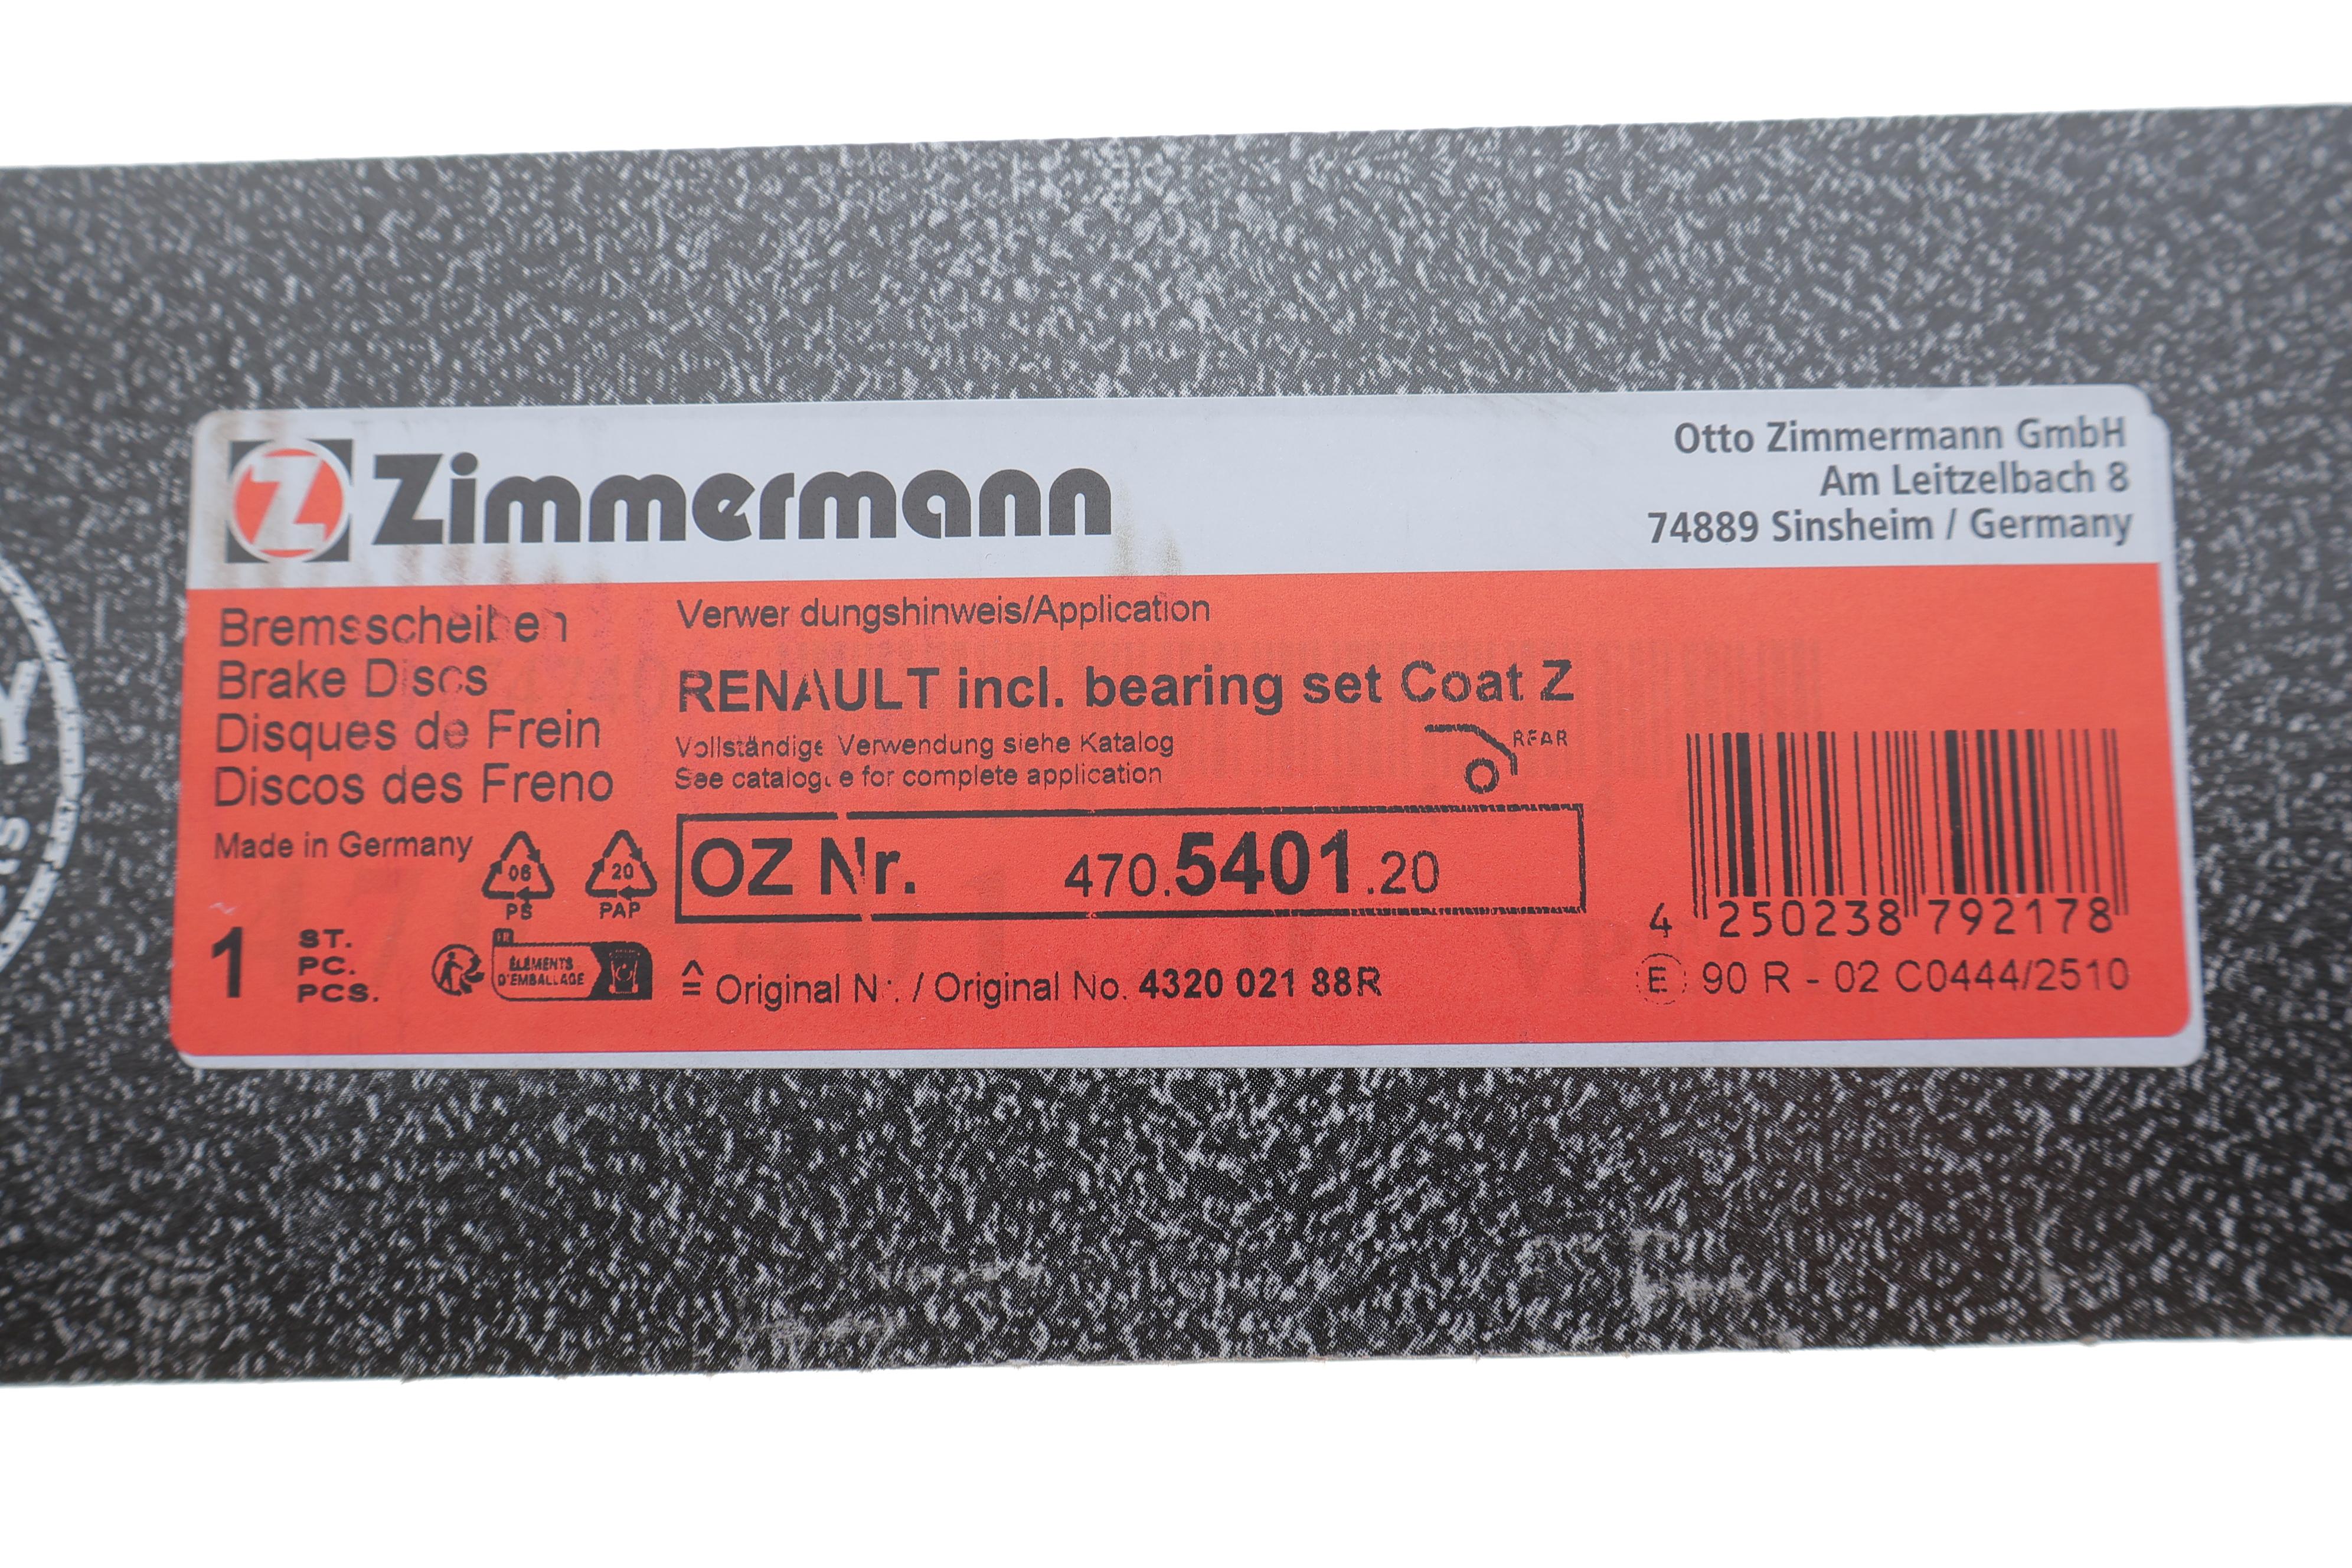 Zimmermann
Otto Zimmermann GmbH
Am Leitzelbach 8
74889 Sinsheim / Germany
Bremsscheiben
Brake Discs
Disques de Frein
Discos des Freno
Made in Germany
06
PS
20
PAP
1 ST.
PC.
PCS.
FR
ÉLÉMENTS
D'EMBALLAGE
Verwendungshinweis/Application
RENAULT incl. bearing set Coat Z
Vollständige Verwendung siehe Katalog
See catalogue for complete application
REAR
OZ Nr. 470.5401.20
≙ Original Nr. / Original No. 4320 021 88R
4 250238 792178
E 90 R - 02 C0444/2510